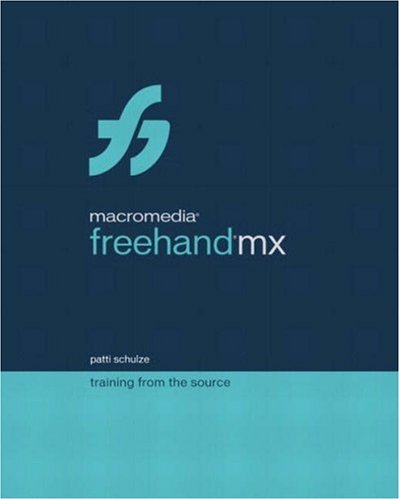 macromedia®
freehand®mx
patti schulze
training from the source